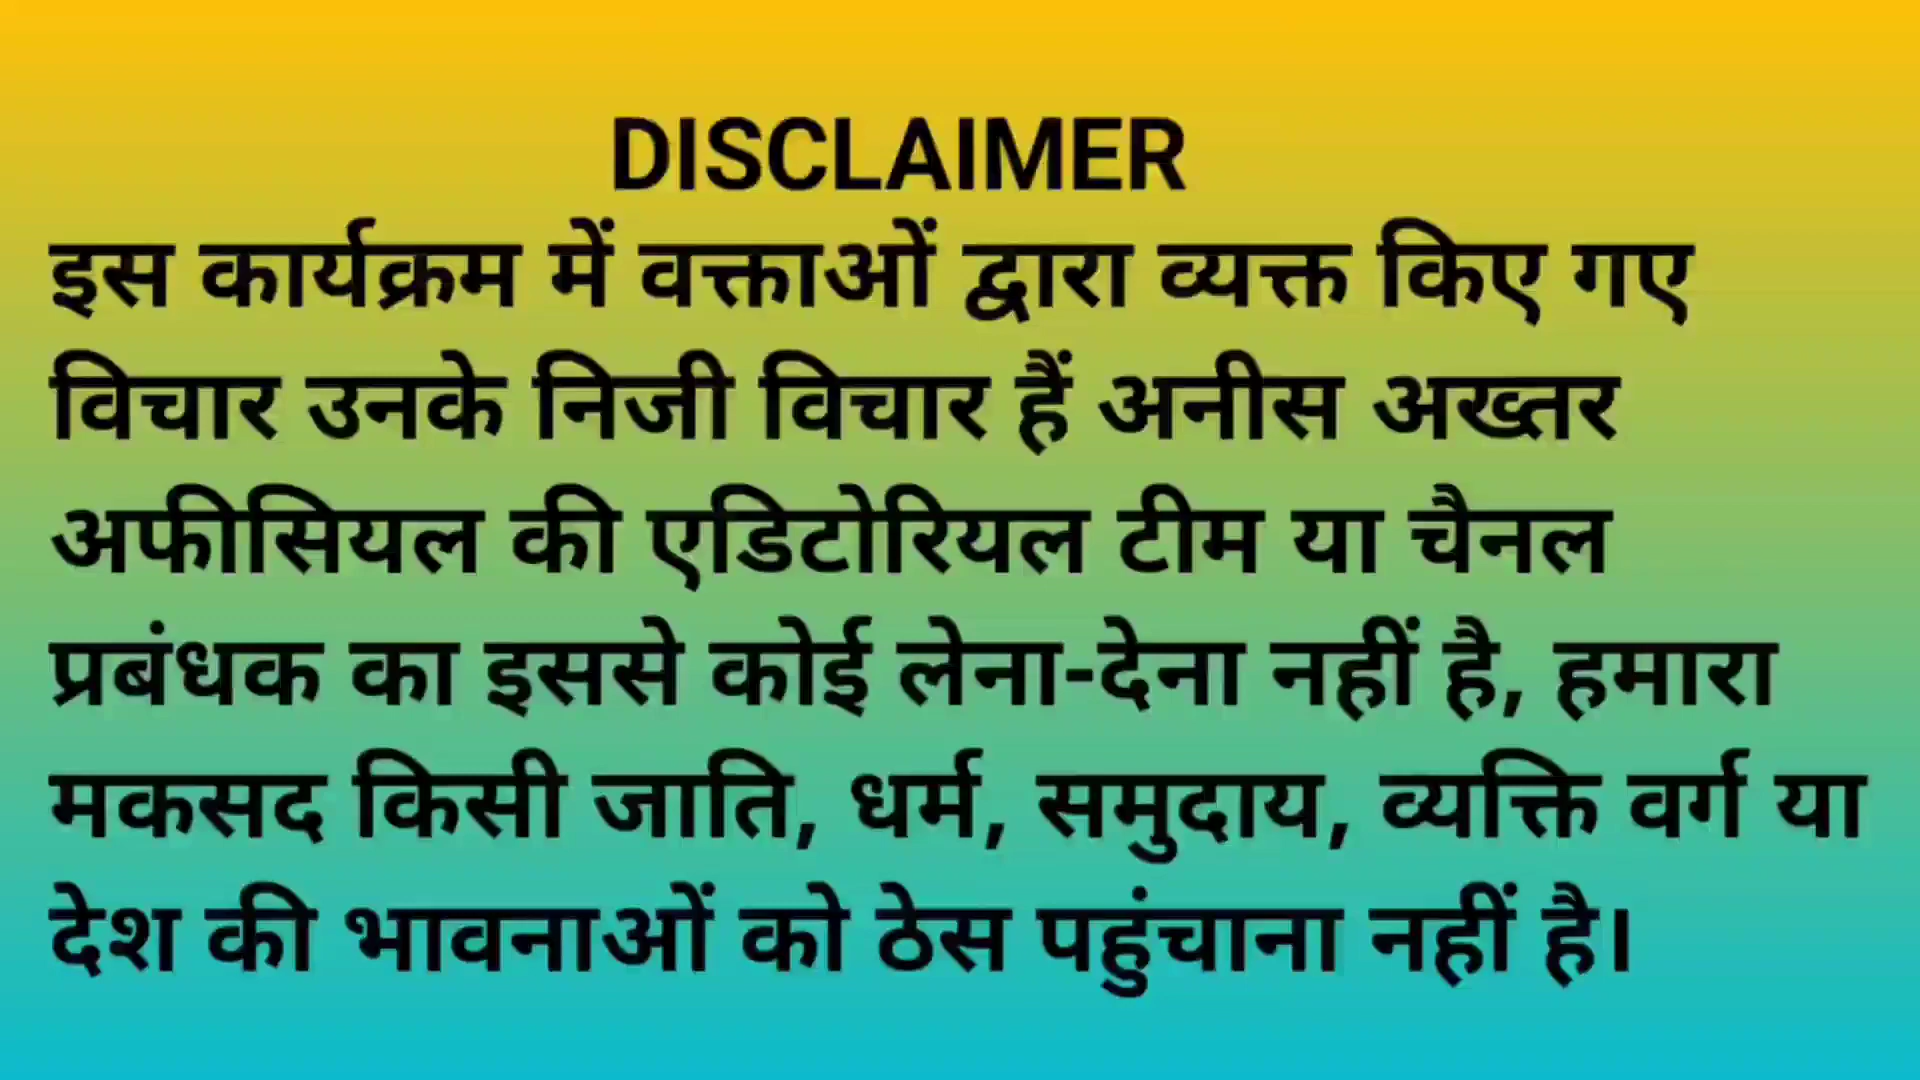 DISCLAIMER
इस कार्यक्रम में वक्ताओं द्वारा व्यक्त किए गए
विचार उनके निजी विचार हैं अनीस अख्तर
अफीसियल की एडिटोरियल टीम या चैनल
प्रबंधक का इससे कोई लेना-देना नहीं है, हमारा
मकसद किसी जाति, धर्म, समुदाय, व्यक्ति वर्ग या
देश की भावनाओं को ठेस पहुंचाना नहीं है।